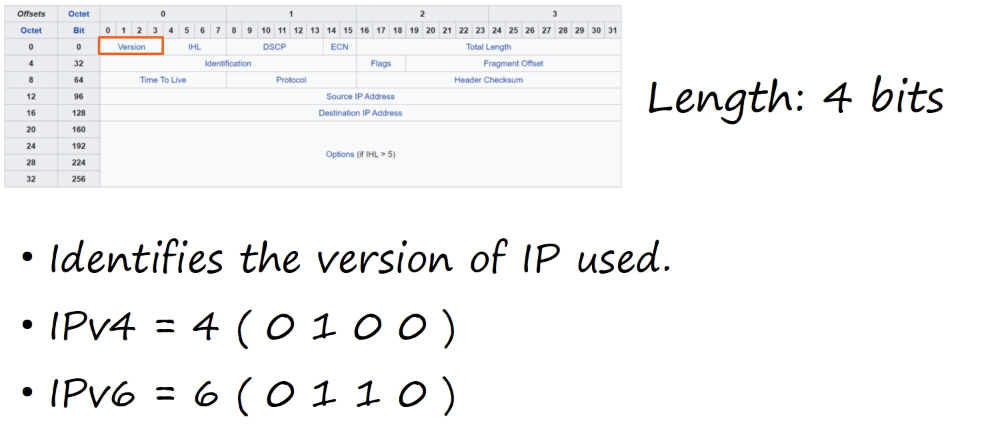 Offsets Octet 0 1 2 3
Octet Bit 0 1 2 3 4 5 6 7 8 9 10 11 12 13 14 15 16 17 18 19 20 21 22 23 24 25 26 27 28 29 30 31
0 0 Version IHL DSCP ECN Total Length
4 32 Identification Flags Fragment Offset
8 64 Time To Live Protocol Header Checksum
12 96 Source IP Address
16 128 Destination IP Address
20 160
24 192
Options (if IHL > 5)
28 224
32 256
Length: 4 bits
• Identifies the version of IP used.
• IPv4 = 4 ( 0 1 0 0 )
• IPv6 = 6 ( 0 1 1 0 )